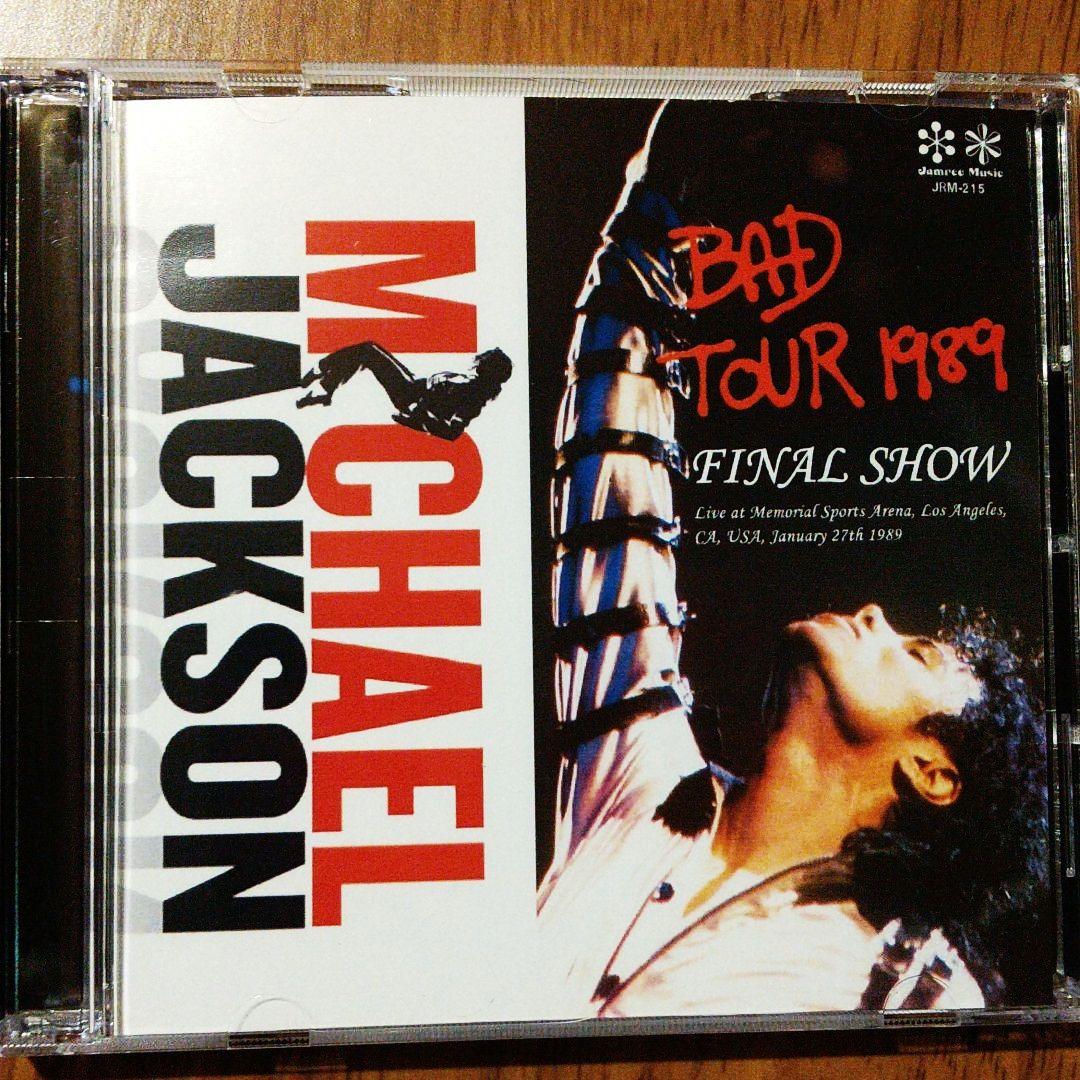 MICHAEL
JACKSON
Jamree Music
JRM-215
BAD
TOUR 1989
FINAL SHOW
Live at Memorial Sports Arena, Los Angeles,
CA, USA, January 27th 1989